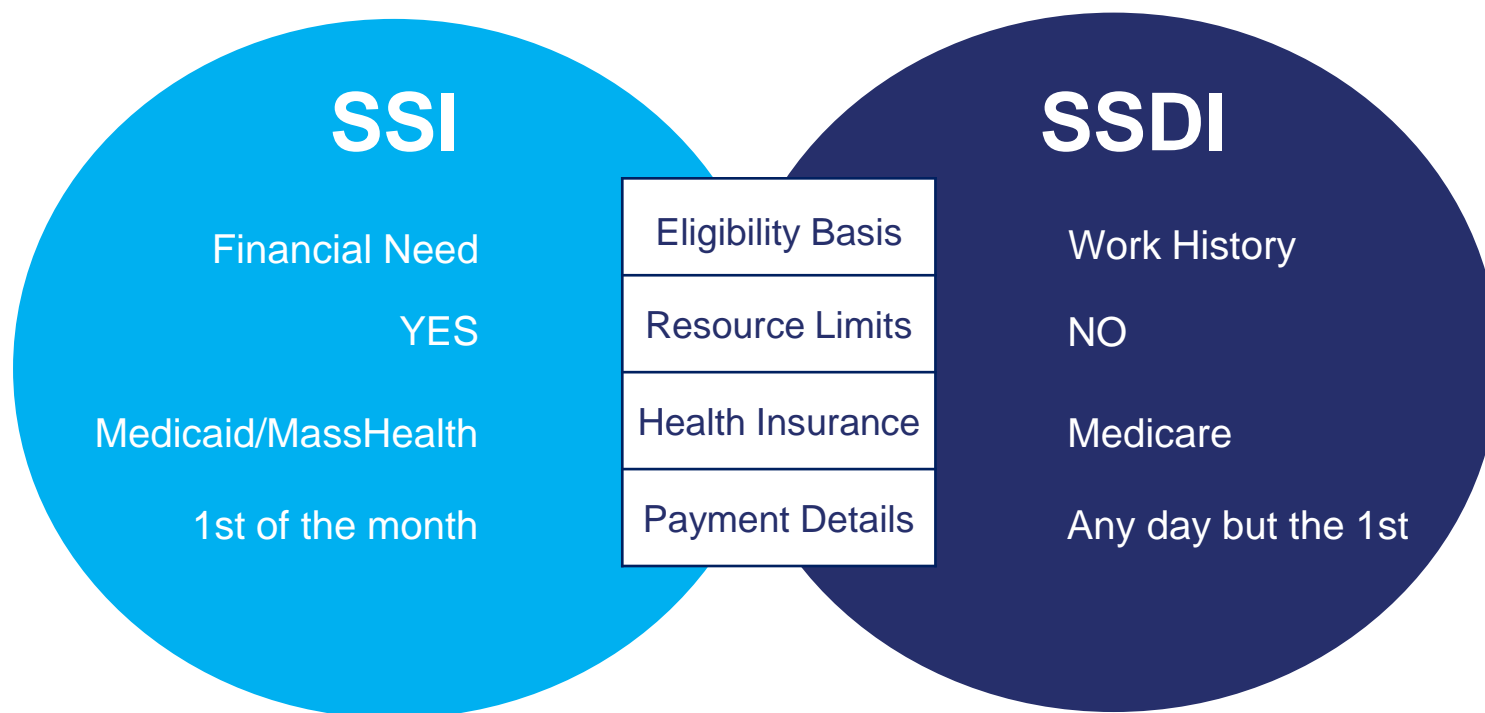 SSI
SSDI
Financial Need
Eligibility Basis
Work History
YES
Resource Limits
NO
Medicaid/MassHealth
Health Insurance
Medicare
1st of the month
Payment Details
Any day but the 1st